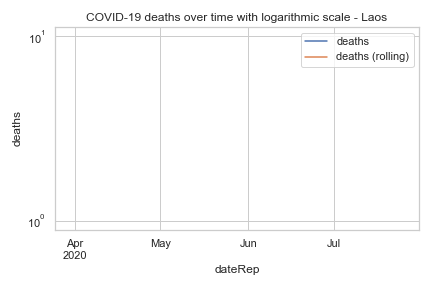 COVID-19 deaths over time with logarithmic scale - Laos
10¹
deaths
deaths (rolling)
deaths
10⁰
Apr
2020
May
Jun
Jul
dateRep